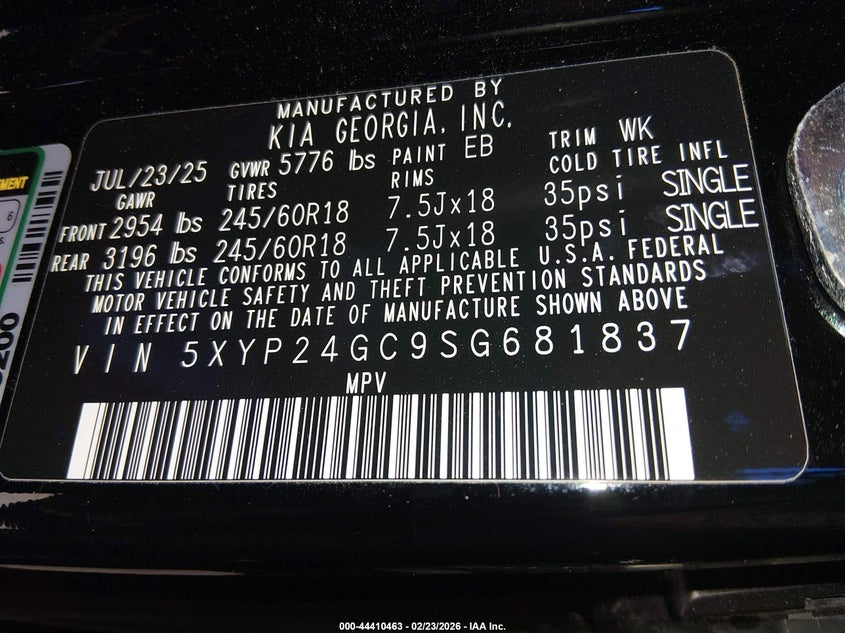 MANUFACTURED BY
KIA GEORGIA, INC.
JUL/23/25 GVWR 5776 lbs PAINT EB TRIM WK
GAWR TIRES RIMS COLD TIRE INFL
FRONT 2954 lbs 245/60R18 7.5Jx18 35psi SINGLE
REAR 3196 lbs 245/60R18 7.5Jx18 35psi SINGLE
THIS VEHICLE CONFORMS TO ALL APPLICABLE U.S.A. FEDERAL
MOTOR VEHICLE SAFETY AND THEFT PREVENTION STANDARDS
IN EFFECT ON THE DATE OF MANUFACTURE SHOWN ABOVE
VIN 5XYP24GC9SG681837
MPV
6
000-44410463 - 02/23/2026 - IAA Inc.